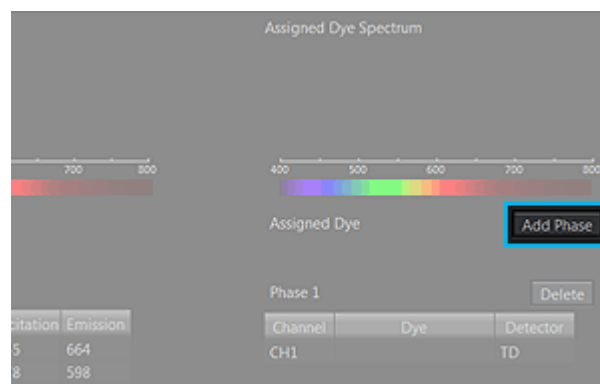 Assigned Dye Spectrum
700 800
400 500 600 700 800
Assigned Dye
Add Phase
Phase 1
Delete
Emission
Channel Dye Detector
664
CH1 TD
598